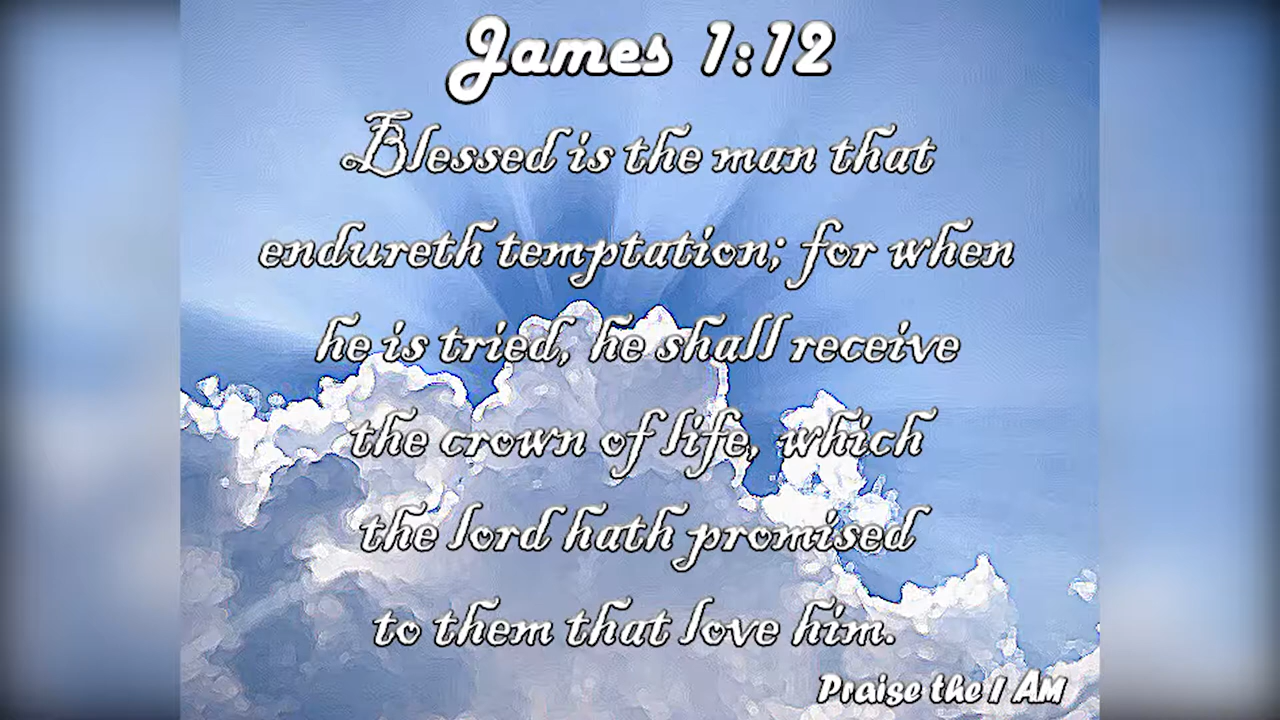 James 1:12
Blessed is the man that
endureth temptation; for when
he is tried, he shall receive
the crown of life, which
the lord hath promised
to them that love him.
Praise the I AM